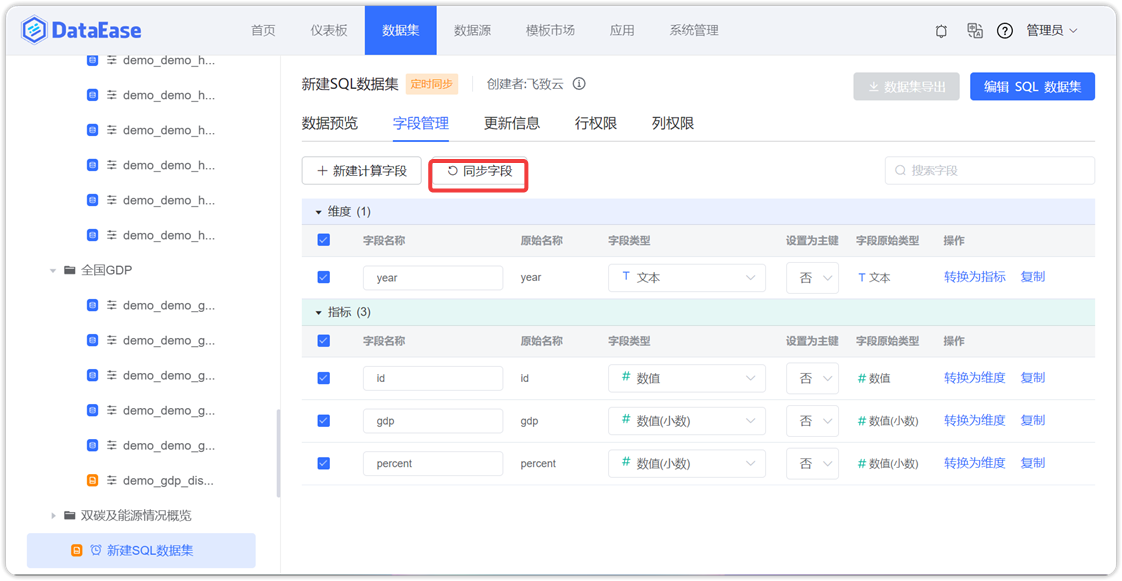 DataEase 首页 仪表板 数据集 数据源 模板市场 应用 系统管理 管理员
demo_demo_h...
demo_demo_h...
demo_demo_h...
demo_demo_h...
demo_demo_h...
demo_demo_h...
全国GDP
demo_demo_g...
demo_demo_g...
demo_demo_g...
demo_demo_g...
demo_demo_g...
demo_gdp_dis...
双碳及能源情况概览
新建SQL数据集
新建SQL数据集 定时同步 创建者:飞致云 数据集导出 编辑 SQL 数据集
数据预览 字段管理 更新信息 行权限 列权限
新建计算字段 同步字段 搜索字段
维度 (1)
字段名称 原始名称 字段类型 设置为主键 字段原始类型 操作
year year T 文本 否 T 文本 转换为指标 复制
指标 (3)
字段名称 原始名称 字段类型 设置为主键 字段原始类型 操作
id id # 数值 否 # 数值 转换为维度 复制
gdp gdp # 数值(小数) 否 # 数值(小数) 转换为维度 复制
percent percent # 数值(小数) 否 # 数值(小数) 转换为维度 复制